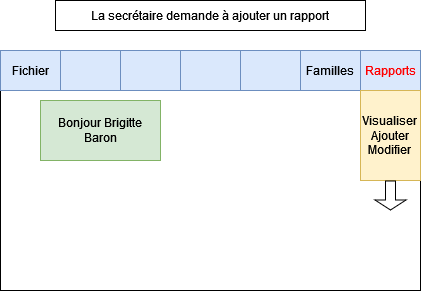 La secrétaire demande à ajouter un rapport
Fichier Familles Rapports
Bonjour Brigitte
Baron
Visualiser
Ajouter
Modifier